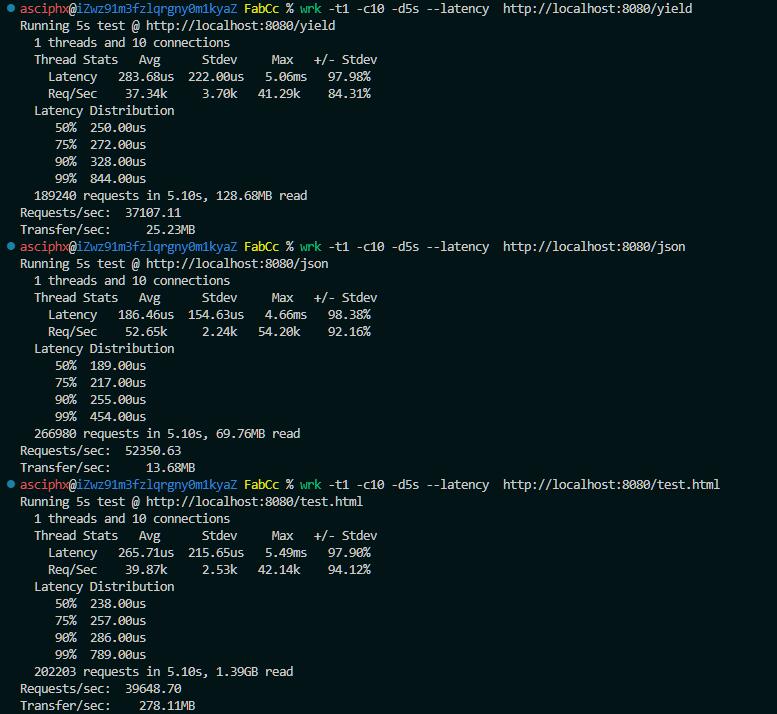 asciphx@iZwz91m3fzlqrgny0m1kyaZ FabCc % wrk -t1 -c10 -d5s --latency  http://localhost:8080/yield
Running 5s test @ http://localhost:8080/yield
  1 threads and 10 connections
  Thread Stats   Avg      Stdev     Max   +/- Stdev
    Latency   283.68us  222.00us   5.06ms   97.98%
    Req/Sec    37.34k     3.70k   41.29k    84.31%
  Latency Distribution
     50%  250.00us
     75%  272.00us
     90%  328.00us
     99%  844.00us
  189240 requests in 5.10s, 128.68MB read
Requests/sec:  37107.11
Transfer/sec:     25.23MB
asciphx@iZwz91m3fzlqrgny0m1kyaZ FabCc % wrk -t1 -c10 -d5s --latency  http://localhost:8080/json
Running 5s test @ http://localhost:8080/json
  1 threads and 10 connections
  Thread Stats   Avg      Stdev     Max   +/- Stdev
    Latency   186.46us  154.63us   4.66ms   98.38%
    Req/Sec    52.65k     2.24k   54.20k    92.16%
  Latency Distribution
     50%  189.00us
     75%  217.00us
     90%  255.00us
     99%  454.00us
  266980 requests in 5.10s, 69.76MB read
Requests/sec:  52350.63
Transfer/sec:     13.68MB
asciphx@iZwz91m3fzlqrgny0m1kyaZ FabCc % wrk -t1 -c10 -d5s --latency  http://localhost:8080/test.html
Running 5s test @ http://localhost:8080/test.html
  1 threads and 10 connections
  Thread Stats   Avg      Stdev     Max   +/- Stdev
    Latency   265.71us  215.65us   5.49ms   97.90%
    Req/Sec    39.87k     2.53k   42.14k    94.12%
  Latency Distribution
     50%  238.00us
     75%  257.00us
     90%  286.00us
     99%  789.00us
  202203 requests in 5.10s, 1.39GB read
Requests/sec:  39648.70
Transfer/sec:    278.11MB